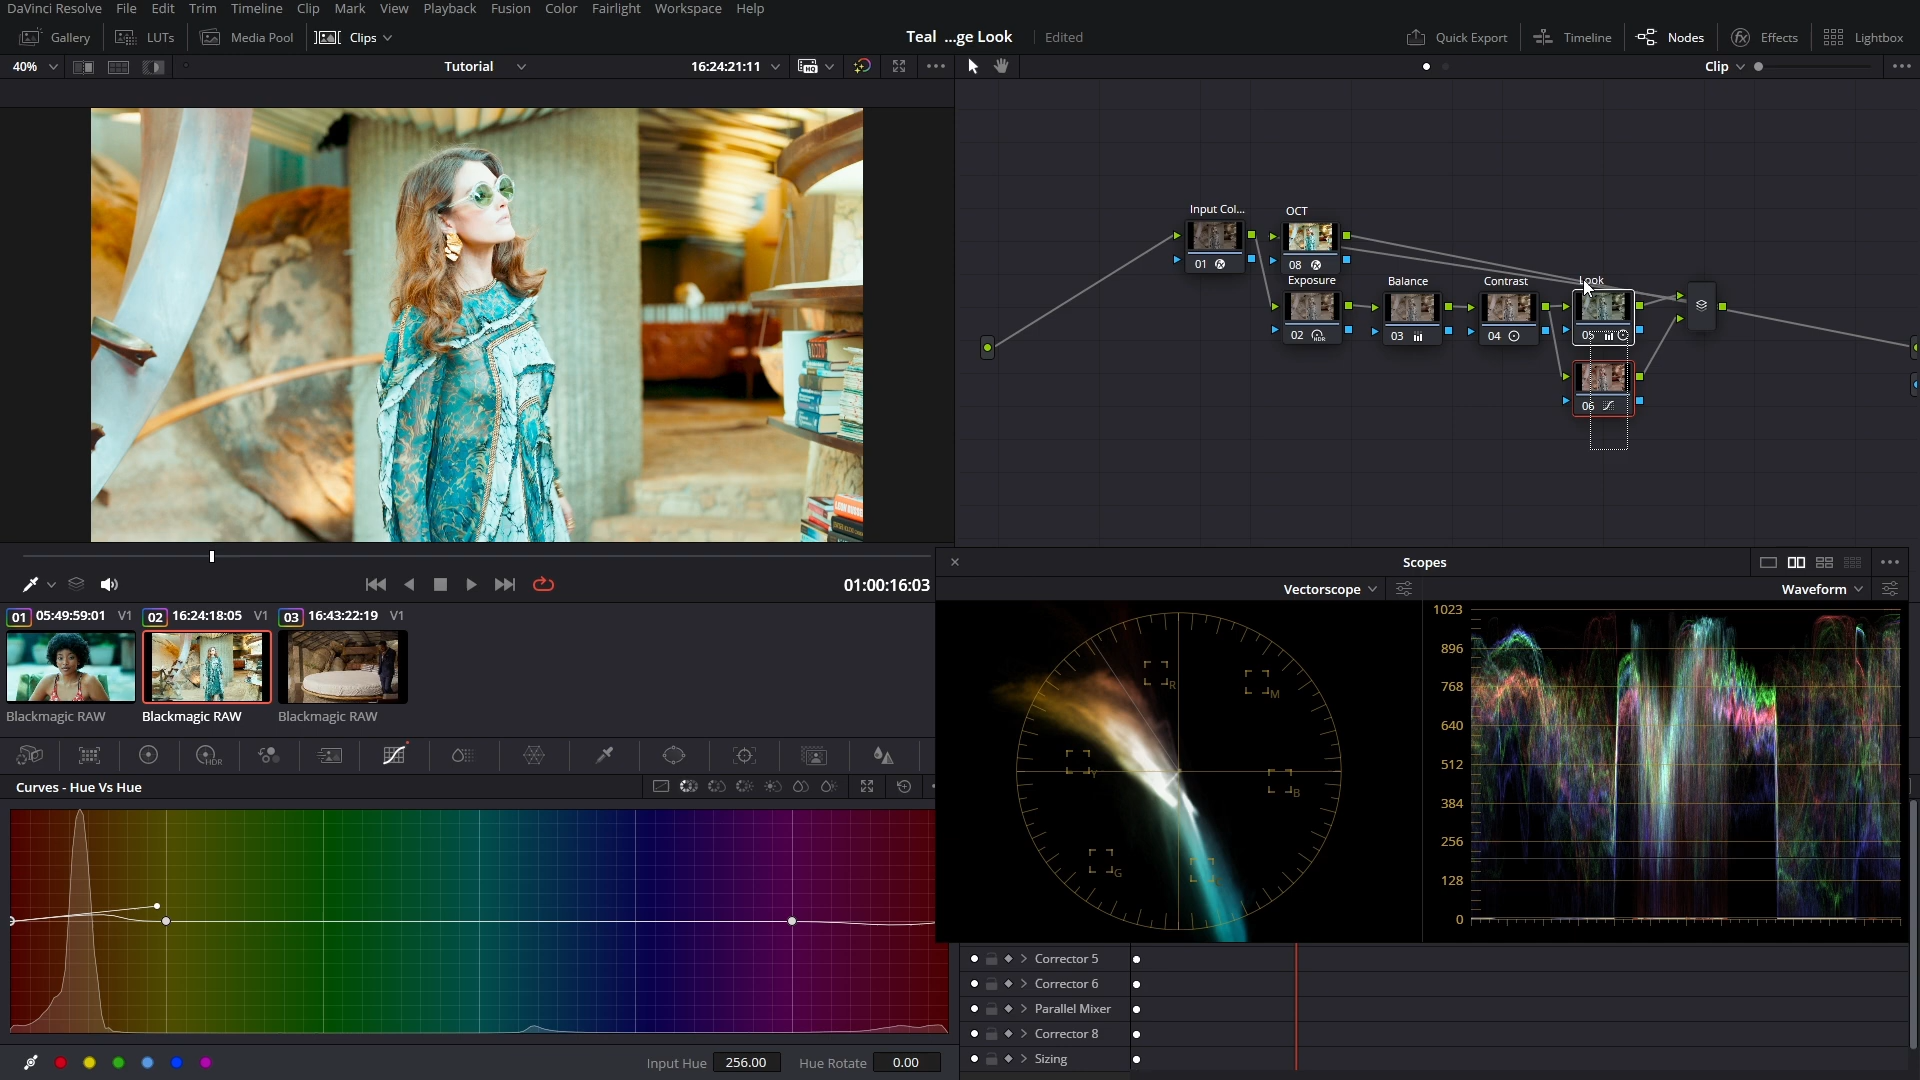 DaVinci Resolve File Edit Trim Timeline Clip Mark View Playback Fusion Color Fairlight Workspace Help
Gallery LUTs Media Pool Clips Teal ...ge Look Edited Quick Export Timeline Nodes Effects Lightbox
40% Tutorial 16:24:21:11 HQ Clip
Input Col... OCT
01 08
Exposure Balance Contrast Look
02 HDR 03 04 05
06
Scopes
01:00:16:03
Vectorscope Waveform
01 05:49:59:01 V1 02 16:24:18:05 V1 03 16:43:22:19 V1
Blackmagic RAW Blackmagic RAW Blackmagic RAW
R M Y B G
1023
896
768
640
512
384
256
128
0
HDR
Curves - Hue Vs Hue
Input Hue 256.00 Hue Rotate 0.00
Corrector 5
Corrector 6
Parallel Mixer
Corrector 8
Sizing